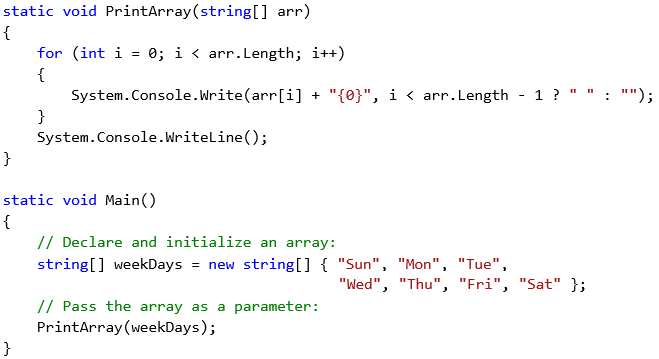 static void PrintArray(string[] arr)
{
    for (int i = 0; i < arr.Length; i++)
    {
        System.Console.Write(arr[i] + "{0}", i < arr.Length - 1 ? " " : "");
    }
    System.Console.WriteLine();
}

static void Main()
{
    // Declare and initialize an array:
    string[] weekDays = new string[] { "Sun", "Mon", "Tue",
                                       "Wed", "Thu", "Fri", "Sat" };
    // Pass the array as a parameter:
    PrintArray(weekDays);
}